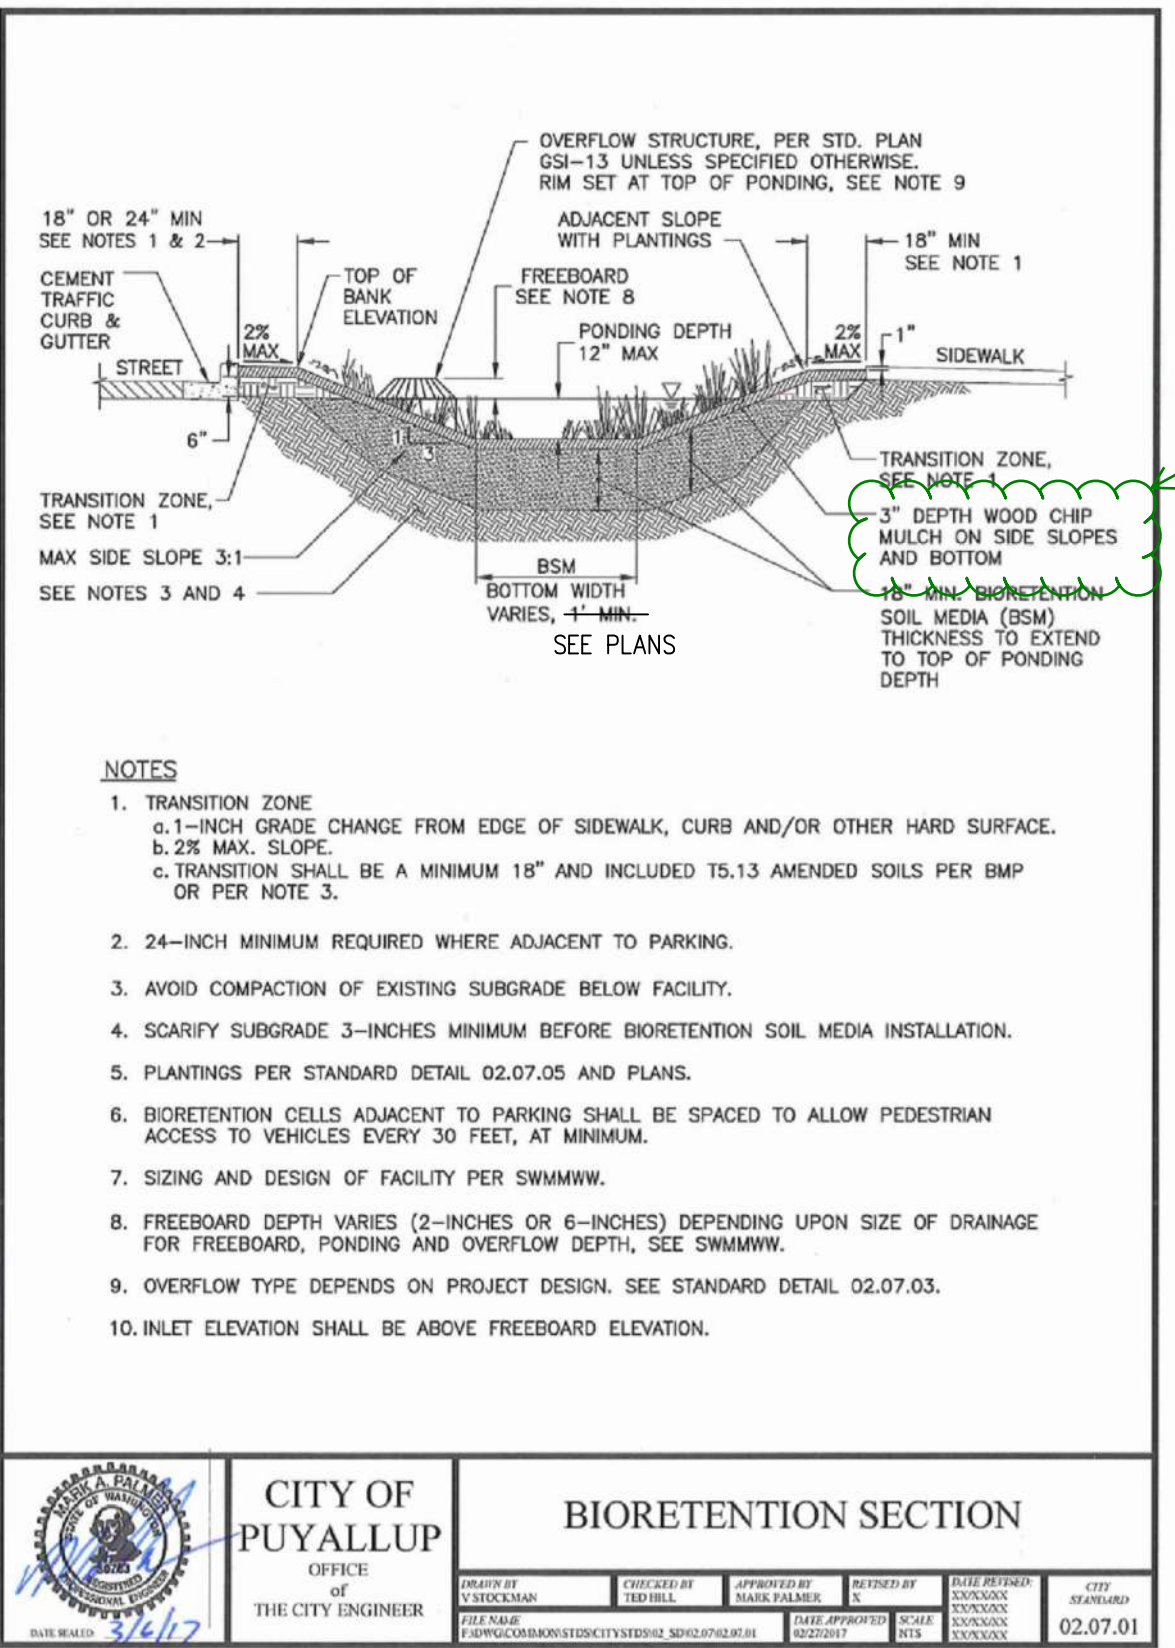 OVERFLOW STRUCTURE, PER STD. PLAN
GSI-13 UNLESS SPECIFIED OTHERWISE.
RIM SET AT TOP OF PONDING, SEE NOTE 9
18" OR 24" MIN
SEE NOTES 1 & 2
ADJACENT SLOPE
WITH PLANTINGS
18" MIN
SEE NOTE 1
CEMENT
TRAFFIC
CURB &
GUTTER
TOP OF
BANK
ELEVATION
FREEBOARD
SEE NOTE 8
PONDING DEPTH
12" MAX
2%
MAX
2%
MAX
1"
STREET
SIDEWALK
6"
1
3
TRANSITION ZONE,
SEE NOTE 1
TRANSITION ZONE,
SEE NOTE 1
3" DEPTH WOOD CHIP
MULCH ON SIDE SLOPES
AND BOTTOM
MAX SIDE SLOPE 3:1
SEE NOTES 3 AND 4
BSM
BOTTOM WIDTH
VARIES, 1' MIN.
SEE PLANS
18" MIN. BIORETENTION
SOIL MEDIA (BSM)
THICKNESS TO EXTEND
TO TOP OF PONDING
DEPTH
NOTES
1. TRANSITION ZONE
a. 1-INCH GRADE CHANGE FROM EDGE OF SIDEWALK, CURB AND/OR OTHER HARD SURFACE.
b. 2% MAX. SLOPE.
c. TRANSITION SHALL BE A MINIMUM 18" AND INCLUDED T5.13 AMENDED SOILS PER BMP
OR PER NOTE 3.
2. 24-INCH MINIMUM REQUIRED WHERE ADJACENT TO PARKING.
3. AVOID COMPACTION OF EXISTING SUBGRADE BELOW FACILITY.
4. SCARIFY SUBGRADE 3-INCHES MINIMUM BEFORE BIORETENTION SOIL MEDIA INSTALLATION.
5. PLANTINGS PER STANDARD DETAIL 02.07.05 AND PLANS.
6. BIORETENTION CELLS ADJACENT TO PARKING SHALL BE SPACED TO ALLOW PEDESTRIAN
ACCESS TO VEHICLES EVERY 30 FEET, AT MINIMUM.
7. SIZING AND DESIGN OF FACILITY PER SWMMWW.
8. FREEBOARD DEPTH VARIES (2-INCHES OR 6-INCHES) DEPENDING UPON SIZE OF DRAINAGE
FOR FREEBOARD, PONDING AND OVERFLOW DEPTH, SEE SWMMWW.
9. OVERFLOW TYPE DEPENDS ON PROJECT DESIGN. SEE STANDARD DETAIL 02.07.03.
10. INLET ELEVATION SHALL BE ABOVE FREEBOARD ELEVATION.
MARK A. PALMER
STATE OF WASHINGTON
REGISTERED
PROFESSIONAL ENGINEER
DATE SEALED: 3/6/17
CITY OF
PUYALLUP
OFFICE
of
THE CITY ENGINEER
BIORETENTION SECTION
DRAWN BY
V STOCKMAN
CHECKED BY
TED HILL
APPROVED BY
MARK PALMER
REVISED BY
X
DATE REVISED:
XX/XX/XX
XX/XX/XX
XX/XX/XX
XX/XX/XX
FILE NAME
F:\DWG\COMMON\STDS\CITYSTDS\02_SD\02.07\02.07.01
DATE APPROVED
02/27/2017
SCALE
NTS
CITY
STANDARD
02.07.01